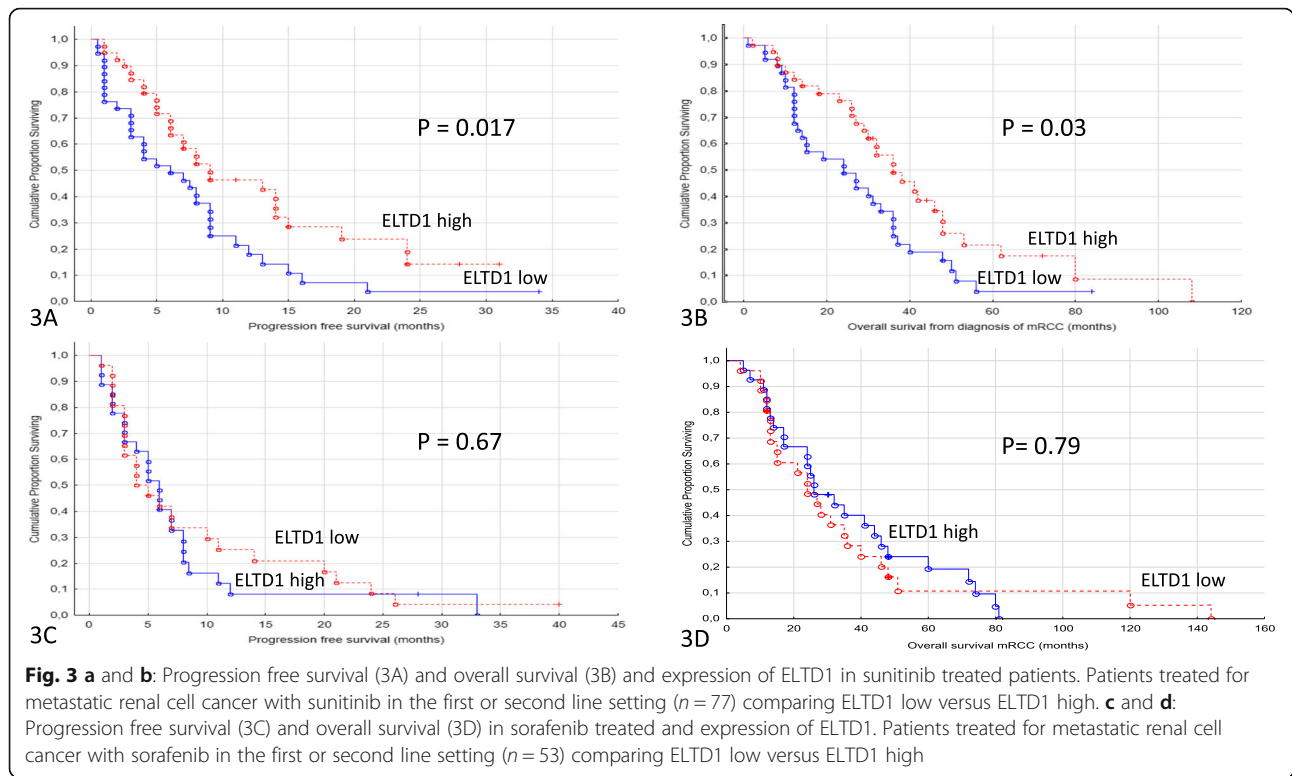 Cumulative Proportion Surviving
1,0
0,9
0,8
0,7
0,6
0,5
0,4
0,3
0,2
0,1
0,0
P = 0.017
ELTD1 high
ELTD1 low
0 5 10 15 20 25 30 35 40
Progression free survival (months)
3A
Cumulative Proportion Surviving
1,0
0,9
0,8
0,7
0,6
0,5
0,4
0,3
0,2
0,1
0,0
P = 0.03
ELTD1 high
ELTD1 low
0 20 40 60 80 100 120
Overall surival from diagnosis of mRCC (months)
3B
Cumulative Proportion Surviving
1,0
0,9
0,8
0,7
0,6
0,5
0,4
0,3
0,2
0,1
0,0
P = 0.67
ELTD1 low
ELTD1 high
0 5 10 15 20 25 30 35 40 45
Progression free survival (months)
3C
Cumulative Proportion Surviving
1,0
0,9
0,8
0,7
0,6
0,5
0,4
0,3
0,2
0,1
0,0
P= 0.79
ELTD1 high
ELTD1 low
0 20 40 60 80 100 120 140 160
Overall survival mRCC (months)
3D
Fig. 3 a and b: Progression free survival (3A) and overall survival (3B) and expression of ELTD1 in sunitinib treated patients. Patients treated for
metastatic renal cell cancer with sunitinib in the first or second line setting (n = 77) comparing ELTD1 low versus ELTD1 high. c and d:
Progression free survival (3C) and overall survival (3D) in sorafenib treated and expression of ELTD1. Patients treated for metastatic renal cell
cancer with sorafenib in the first or second line setting (n = 53) comparing ELTD1 low versus ELTD1 high